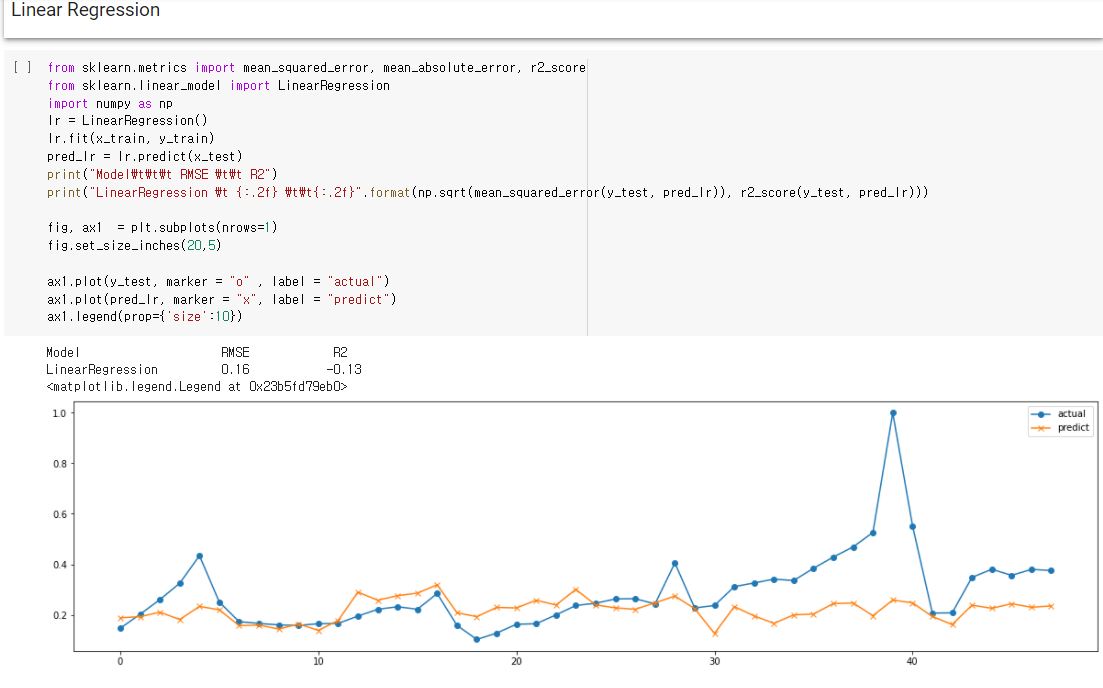 Linear Regression
[ ] from sklearn.metrics import mean_squared_error, mean_absolute_error, r2_score
from sklearn.linear_model import LinearRegression
import numpy as np
lr = LinearRegression()
lr.fit(x_train, y_train)
pred_lr = lr.predict(x_test)
print("Model₩t₩t₩t RMSE ₩t₩t R2")
print("LinearRegression ₩t {:.2f} ₩t₩t{:.2f}".format(np.sqrt(mean_squared_error(y_test, pred_lr)), r2_score(y_test, pred_lr)))
fig, ax1  = plt.subplots(nrows=1)
fig.set_size_inches(20,5)
ax1.plot(y_test, marker = "o" , label = "actual")
ax1.plot(pred_lr, marker = "x", label = "predict")
ax1.legend(prop={'size':10})
Model RMSE R2
LinearRegression 0.16 -0.13
<matplotlib.legend.Legend at 0x23b5fd79eb0>
actual
predict
1.0
0.8
0.6
0.4
0.2
0 10 20 30 40